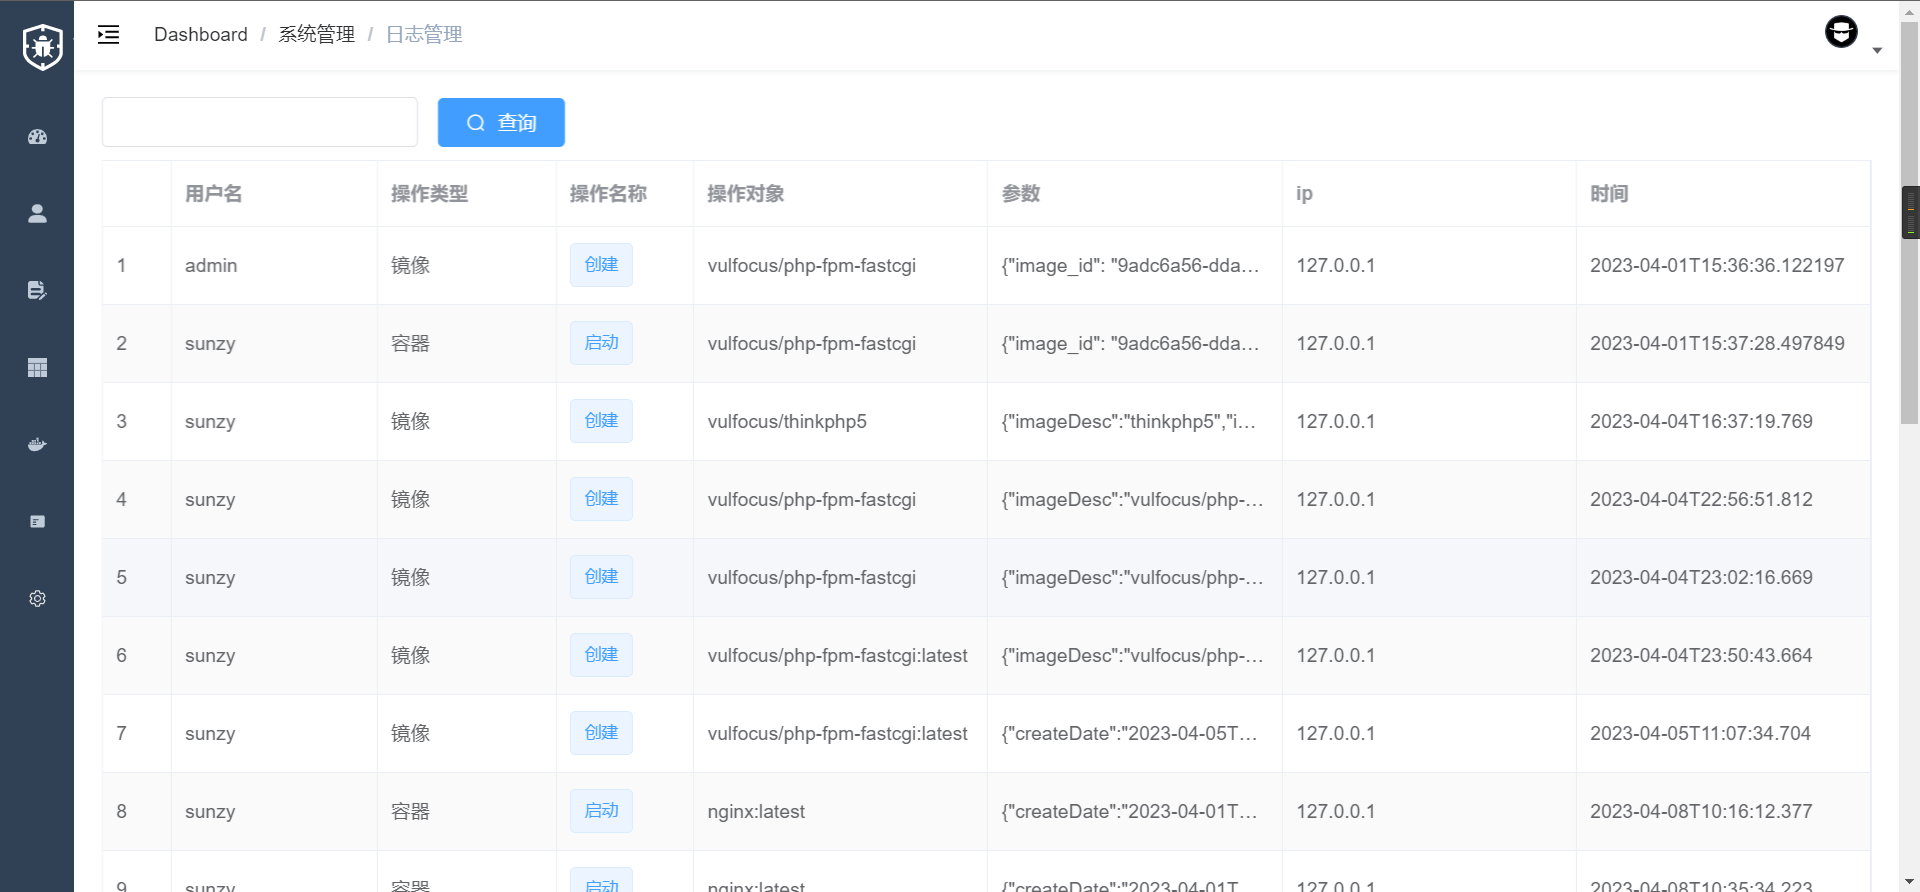 Dashboard / 系统管理 / 日志管理
查询
用户名 操作类型 操作名称 操作对象 参数 ip 时间
1 admin 镜像 创建 vulfocus/php-fpm-fastcgi {"image_id": "9adc6a56-dda... 127.0.0.1 2023-04-01T15:36:36.122197
2 sunzy 容器 启动 vulfocus/php-fpm-fastcgi {"image_id": "9adc6a56-dda... 127.0.0.1 2023-04-01T15:37:28.497849
3 sunzy 镜像 创建 vulfocus/thinkphp5 {"imageDesc":"thinkphp5","i... 127.0.0.1 2023-04-04T16:37:19.769
4 sunzy 镜像 创建 vulfocus/php-fpm-fastcgi {"imageDesc":"vulfocus/php-... 127.0.0.1 2023-04-04T22:56:51.812
5 sunzy 镜像 创建 vulfocus/php-fpm-fastcgi {"imageDesc":"vulfocus/php-... 127.0.0.1 2023-04-04T23:02:16.669
6 sunzy 镜像 创建 vulfocus/php-fpm-fastcgi:latest {"imageDesc":"vulfocus/php-... 127.0.0.1 2023-04-04T23:50:43.664
7 sunzy 镜像 创建 vulfocus/php-fpm-fastcgi:latest {"createDate":"2023-04-05T... 127.0.0.1 2023-04-05T11:07:34.704
8 sunzy 容器 启动 nginx:latest {"createDate":"2023-04-01T... 127.0.0.1 2023-04-08T10:16:12.377
9 sunzy 容器 启动 nginx:latest {"createDate":"2023-04-01T... 127.0.0.1 2023-04-08T10:35:34.223